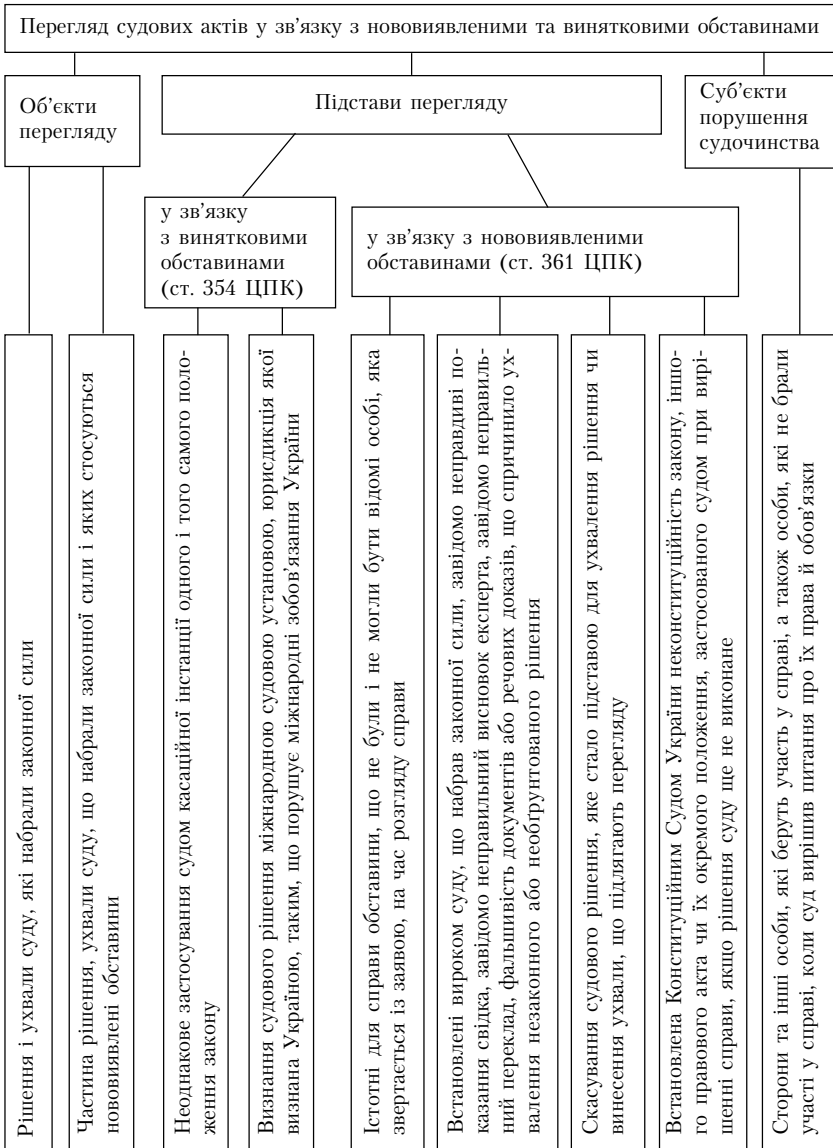 Перегляд судових актів у зв'язку з нововиявленими та винятковими обставинами
Об'єкти
перегляду
Підстави перегляду
Суб'єкти
порушення
судочинства
у зв'язку
з винятковими
обставинами
(ст. 354 ЦПК)
у зв'язку з нововиявленими
обставинами (ст. 361 ЦПК)
Рішення і ухвали суду, які набрали законної сили
Частина рішення, ухвали суду, що набрали законної сили і яких стосуються
нововиявлені обставини
Неоднакове застосування судом касаційної інстанції одного і того самого поло-
ження закону
Визнання судового рішення міжнародною судовою установою, юрисдикція якої
визнана Україною, таким, що порушує міжнародні зобов'язання України
Істотні для справи обставини, що не були і не могли бути відомі особі, яка
звертається із заявою, на час розгляду справи
Встановлені вироком суду, що набрав законної сили, завідомо неправдиві по-
казання свідка, завідомо неправильний висновок експерта, завідомо неправиль-
ний переклад, фальшивість документів або речових доказів, що спричинило ух-
валення незаконного або необґрунтованого рішення
Скасування судового рішення, яке стало підставою для ухвалення рішення чи
винесення ухвали, що підлягають перегляду
Встановлена Конституційним Судом України неконституційність закону, іншо-
го правового акта чи їх окремого положення, застосованого судом при вирі-
шенні справи, якщо рішення суду ще не виконане
Сторони та інші особи, які беруть участь у справі, а також особи, які не брали
участі у справі, коли суд вирішив питання про їх права й обов'язки